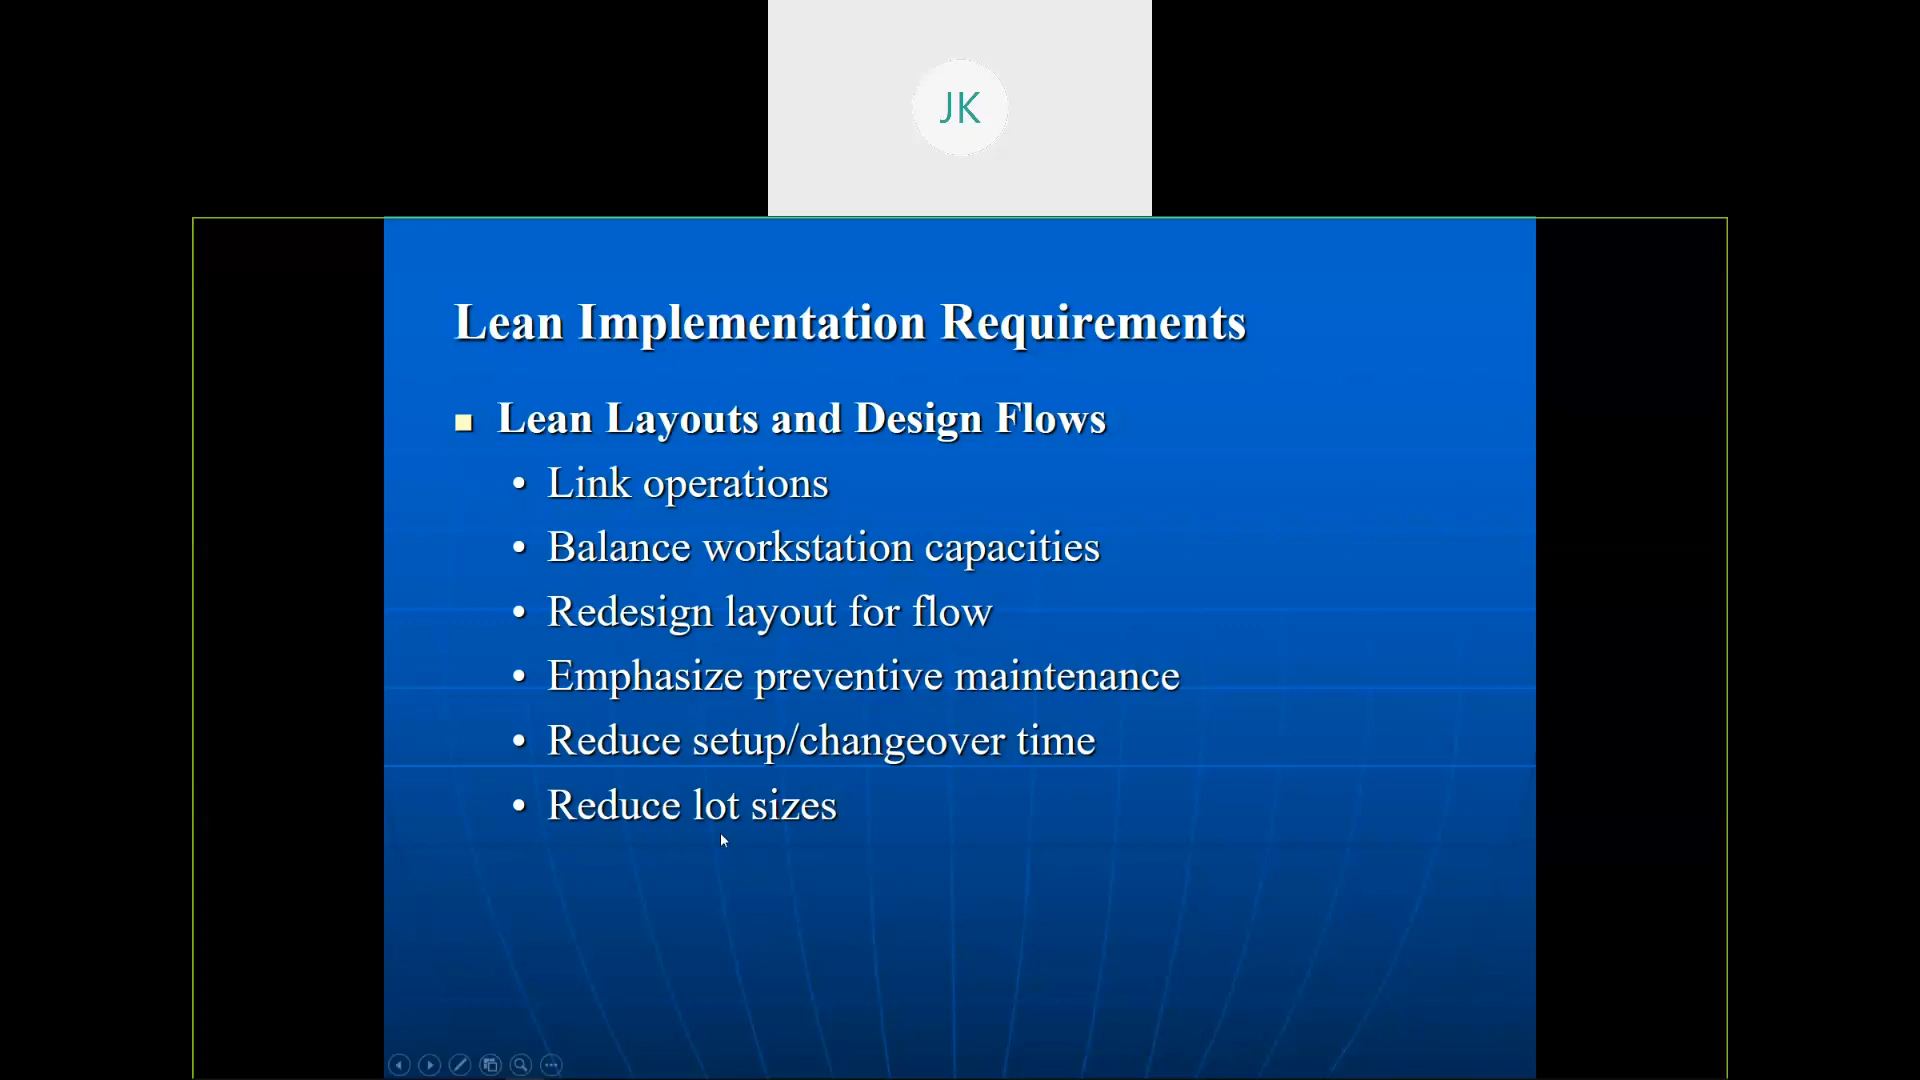 JK
Lean Implementation Requirements
Lean Layouts and Design Flows
• Link operations
• Balance workstation capacities
• Redesign layout for flow
• Emphasize preventive maintenance
• Reduce setup/changeover time
• Reduce lot sizes